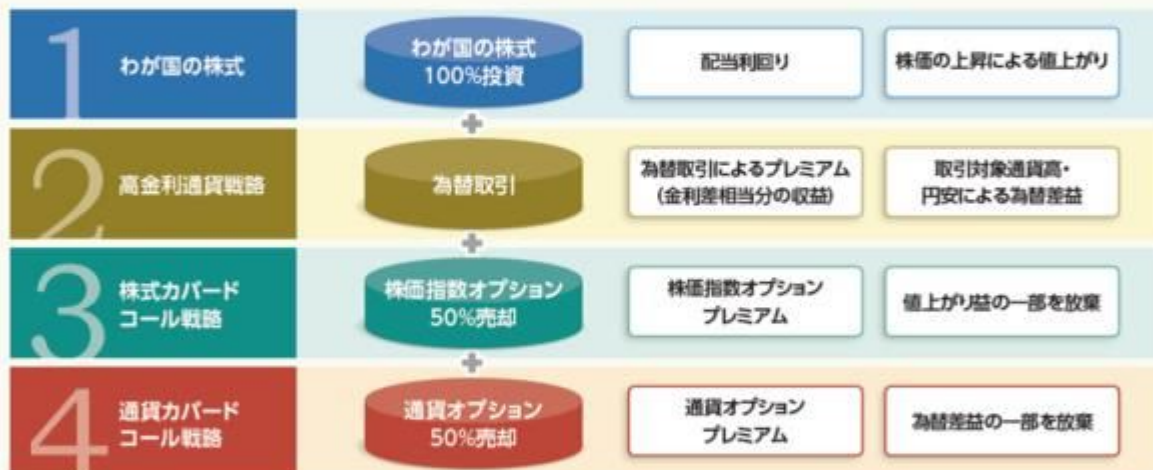 1
わが国の株式
わが国の株式
100%投資
配当利回り
株価の上昇による値上がり
2
高金利通貨戦略
為替取引
為替取引によるプレミアム
(金利差相当分の収益)
取引対象通貨高・
円安による為替差益
3
株式カバード
コール戦略
株価指数オプション
50%売却
株価指数オプション
プレミアム
値上がり益の一部を放棄
4
通貨カバード
コール戦略
通貨オプション
50%売却
通貨オプション
プレミアム
為替差益の一部を放棄